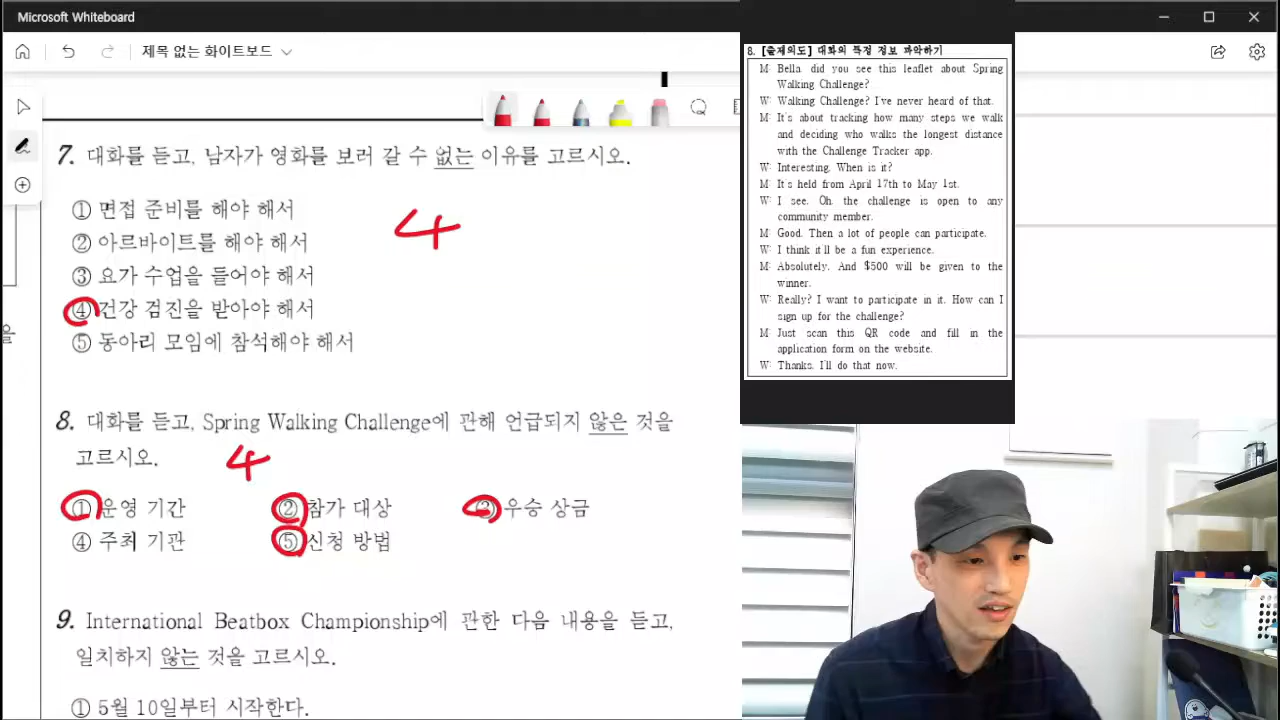 Microsoft Whiteboard
제목 없는 화이트보드
7. 대화를 듣고, 남자가 영화를 보러 갈 수 없는 이유를 고르시오.
① 면접 준비를 해야 해서
② 아르바이트를 해야 해서
③ 요가 수업을 들어야 해서
④ 건강 검진을 받아야 해서
⑤ 동아리 모임에 참석해야 해서
4
을
8. 대화를 듣고, Spring Walking Challenge에 관해 언급되지 않은 것을
고르시오.
4
① 운영 기간 ② 참가 대상 ③ 우승 상금
④ 주최 기관 ⑤ 신청 방법
9. International Beatbox Championship에 관한 다음 내용을 듣고,
일치하지 않는 것을 고르시오.
① 5월 10일부터 시작한다.
8. [출제의도] 대화의 특정 정보 파악하기
M: Bella, did you see this leaflet about Spring
Walking Challenge?
W: Walking Challenge? I've never heard of that.
M: It's about tracking how many steps we walk
and deciding who walks the longest distance
with the Challenge Tracker app.
W: Interesting. When is it?
M: It's held from April 17th to May 1st.
W: I see. Oh, the challenge is open to any
community member.
M: Good. Then a lot of people can participate.
W: I think it'll be a fun experience.
M: Absolutely. And $500 will be given to the
winner.
W: Really? I want to participate in it. How can I
sign up for the challenge?
M: Just scan this QR code and fill in the
application form on the website.
W: Thanks. I'll do that now.